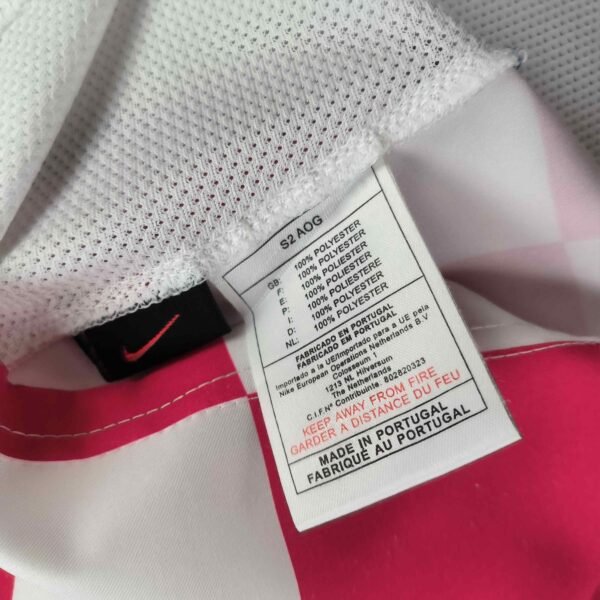 S2 AOG
GB: 100% POLYESTER
F: 100% POLYESTER
E: 100% POLIESTER
P: 100% POLIESTER
I: 100% POLIESTERE
D: 100% POLYESTER
NL: 100% POLYESTER
FABRICADO EN PORTUGAL
FABRICADO EM PORTUGAL
Importado a la UE/Importado para a UE pela
Nike European Operations Netherlands B.V
Colosseum 1
1213 NL Hilversum
The Netherlands
C.I.F./Nº Contribuinte: 802820323
KEEP AWAY FROM FIRE
GARDER A DISTANCE DU FEU
MADE IN PORTUGAL
FABRIQUE AU PORTUGAL